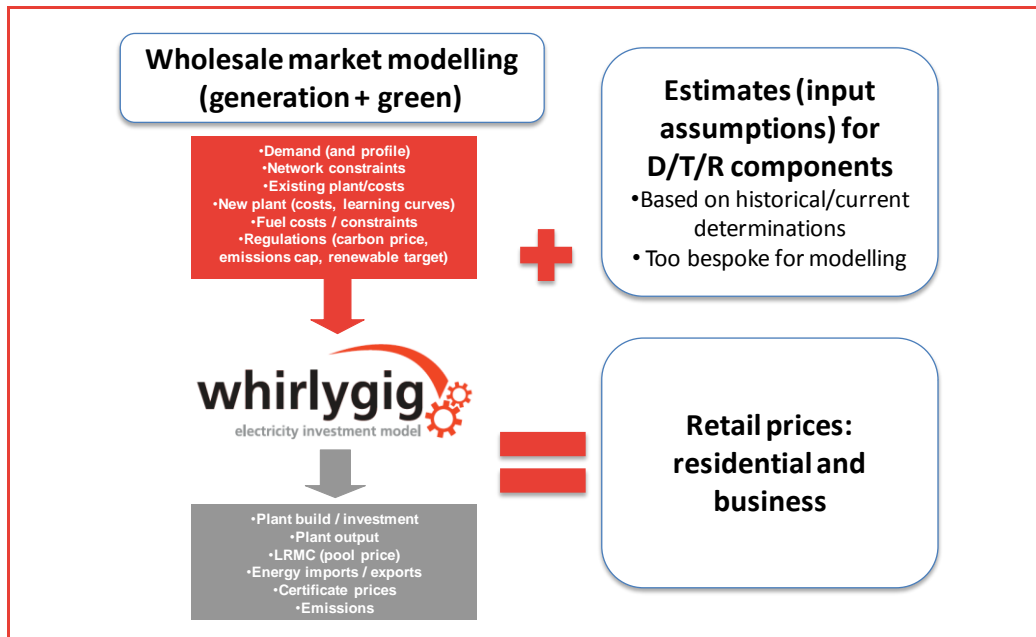 Wholesale market modelling
(generation + green)
•Demand (and profile)
•Network constraints
•Existing plant/costs
•New plant (costs, learning curves)
•Fuel costs / constraints
•Regulations (carbon price,
emissions cap, renewable target)
whirlygig
electricity investment model
•Plant build / investment
•Plant output
•LRMC (pool price)
•Energy imports / exports
•Certificate prices
•Emissions
Estimates (input
assumptions) for
D/T/R components
•Based on historical/current
determinations
• Too bespoke for modelling
Retail prices:
residential and
business